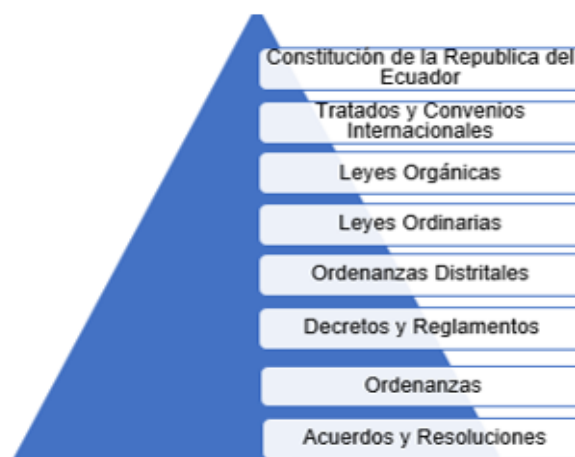 Constitución de la Republica del
Ecuador
Tratados y Convenios
Internacionales
Leyes Orgánicas
Leyes Ordinarias
Ordenanzas Distritales
Decretos y Reglamentos
Ordenanzas
Acuerdos y Resoluciones